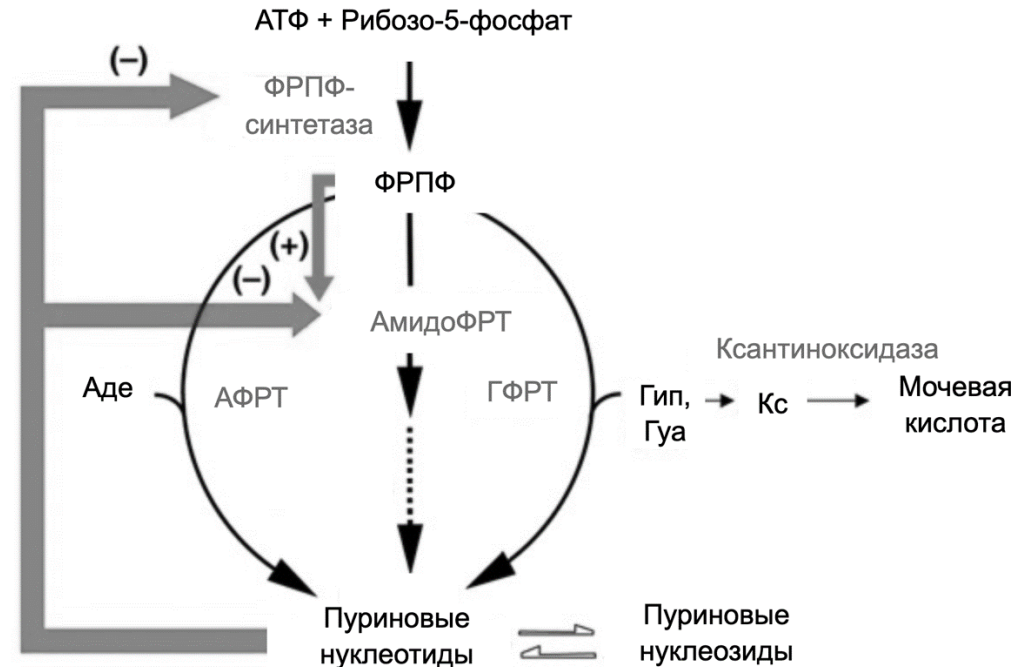 АТФ + Рибозо-5-фосфат
(–)
ФРПФ-
синтетаза
ФРПФ
(+)
(–)
АмидоФРТ
Ксантиноксидаза
Аде
АФРТ
ГФРТ
Гип,
Гуа
Кс
Мочевая
кислота
Пуриновые
нуклеотиды
Пуриновые
нуклеозиды